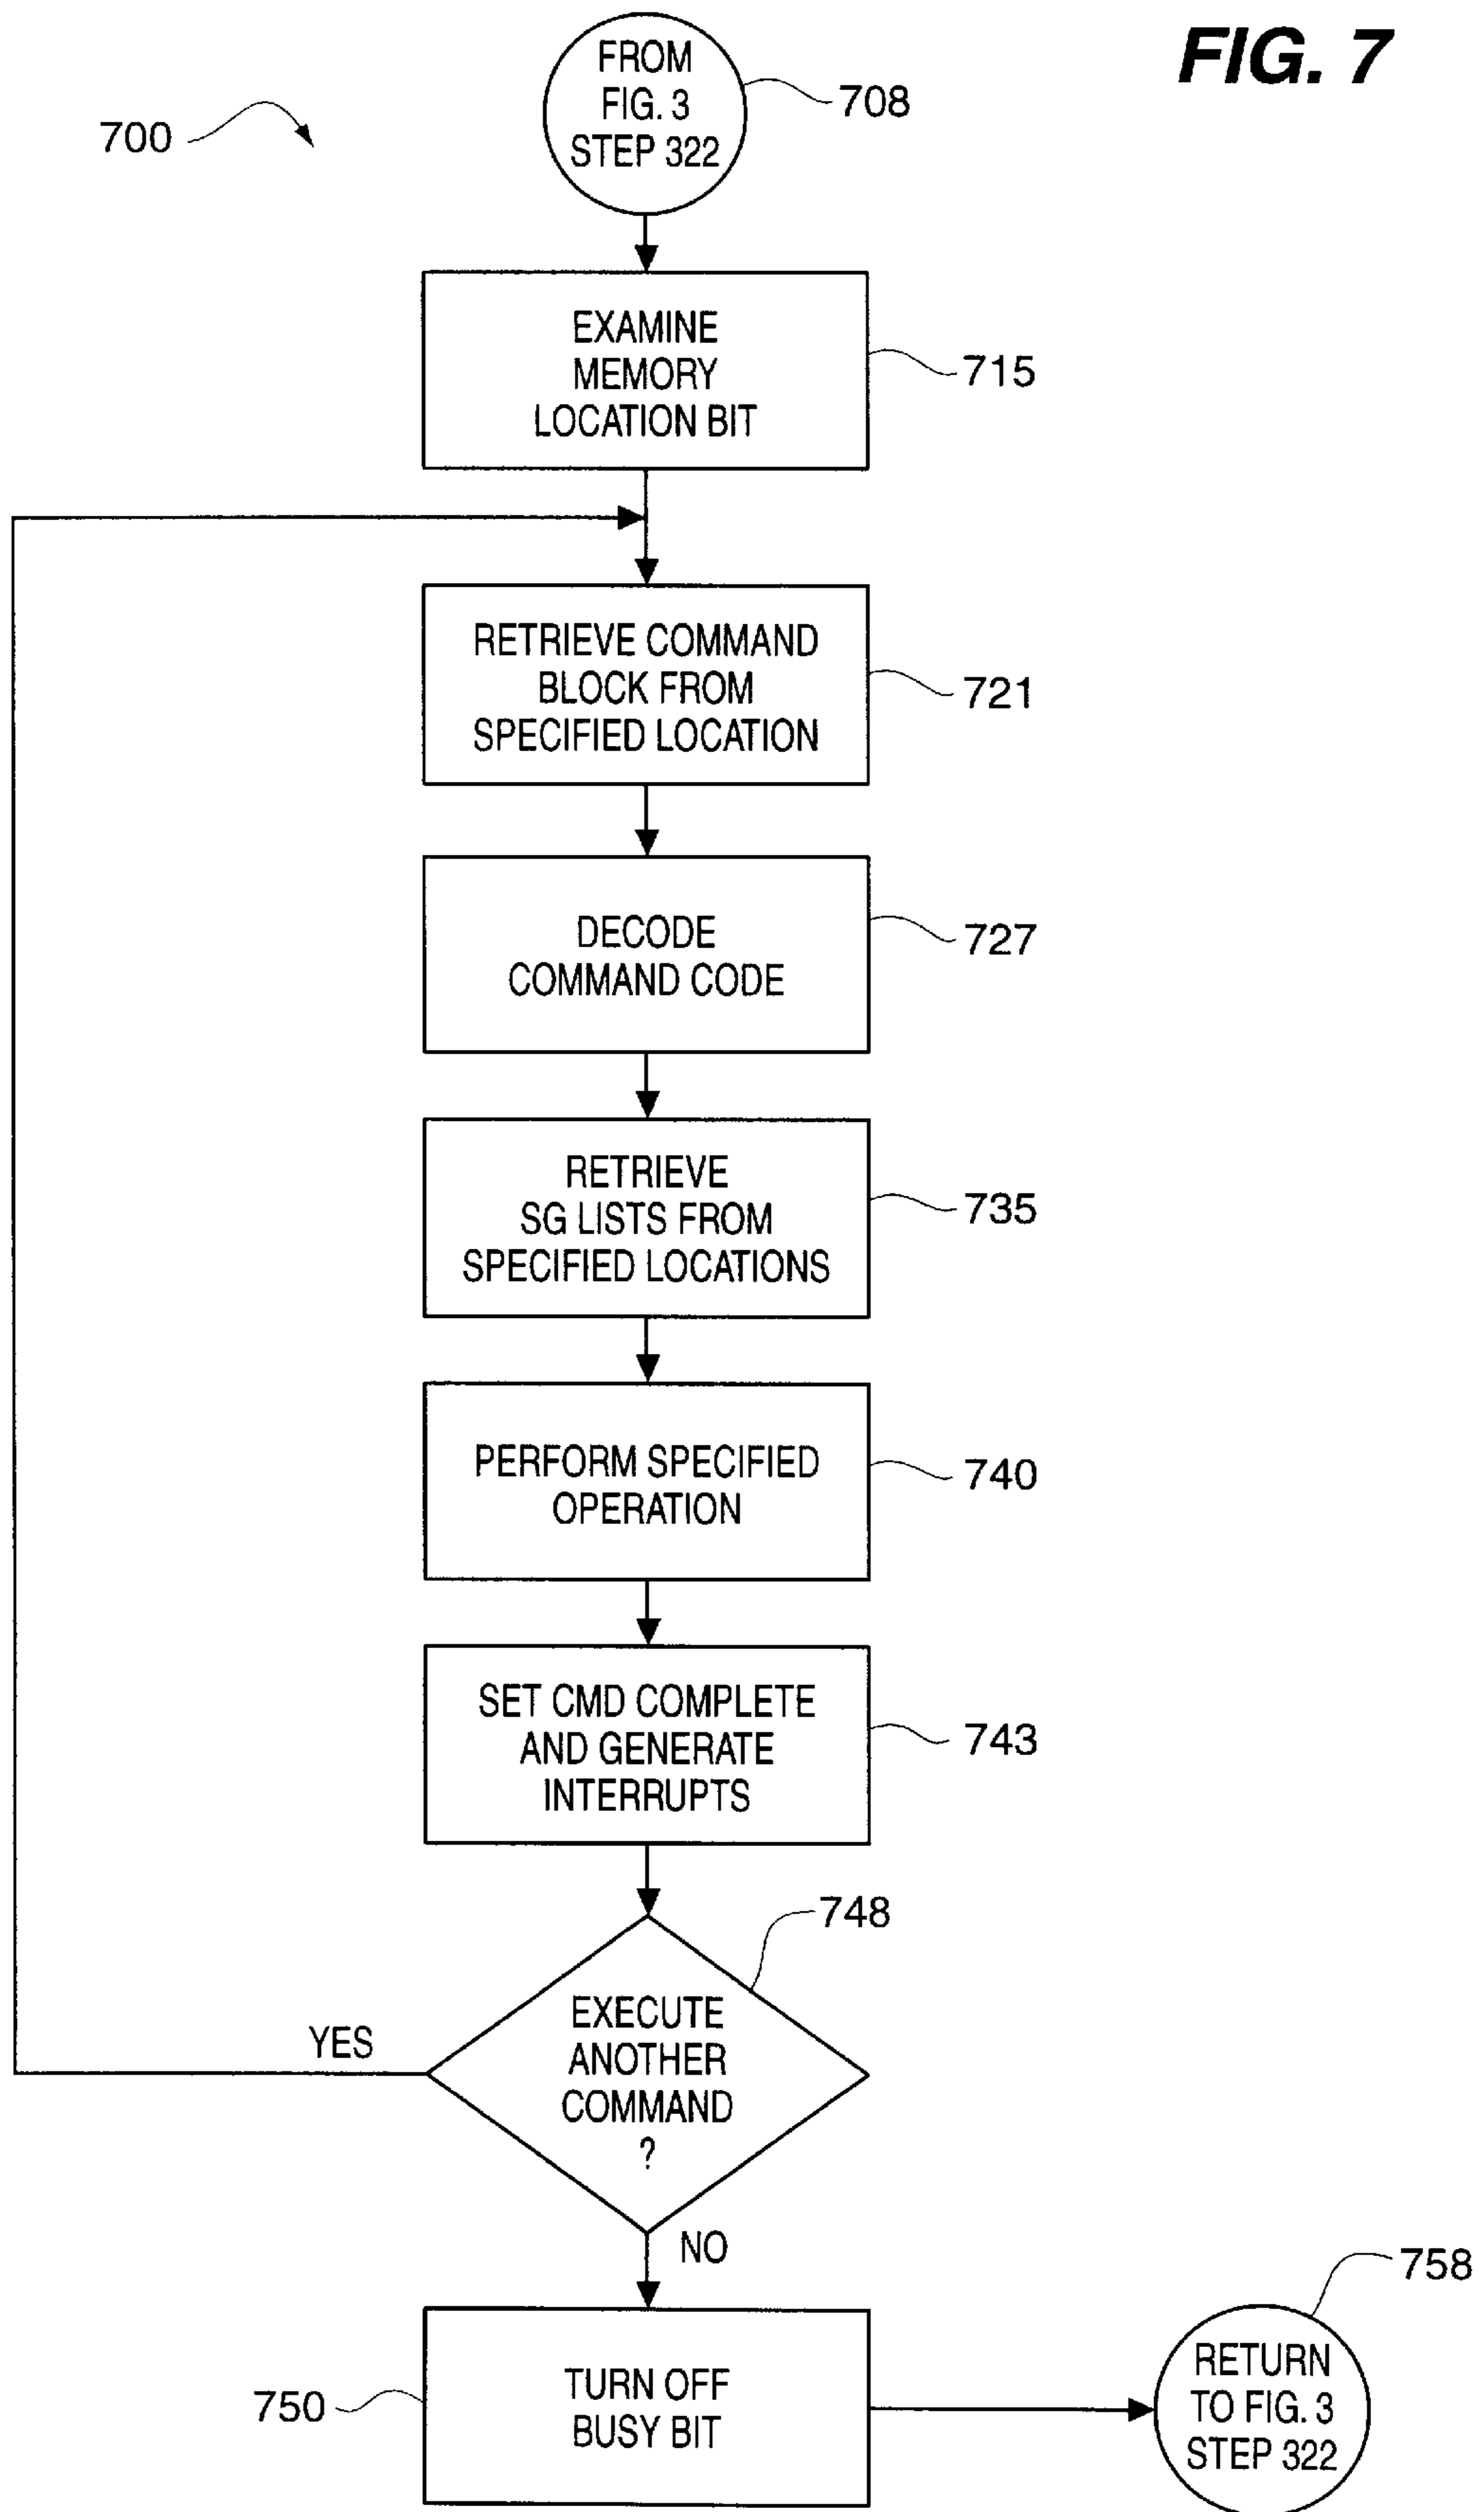 FIG. 7
700
FROM
FIG. 3
STEP 322
708
EXAMINE
MEMORY
LOCATION BIT
715
RETRIEVE COMMAND
BLOCK FROM
SPECIFIED LOCATION
721
DECODE
COMMAND CODE
727
RETRIEVE
SG LISTS FROM
SPECIFIED LOCATIONS
735
PERFORM SPECIFIED
OPERATION
740
SET CMD COMPLETE
AND GENERATE
INTERRUPTS
743
748
EXECUTE
ANOTHER
COMMAND
?
YES
NO
750
TURN OFF
BUSY BIT
758
RETURN
TO FIG. 3
STEP 322